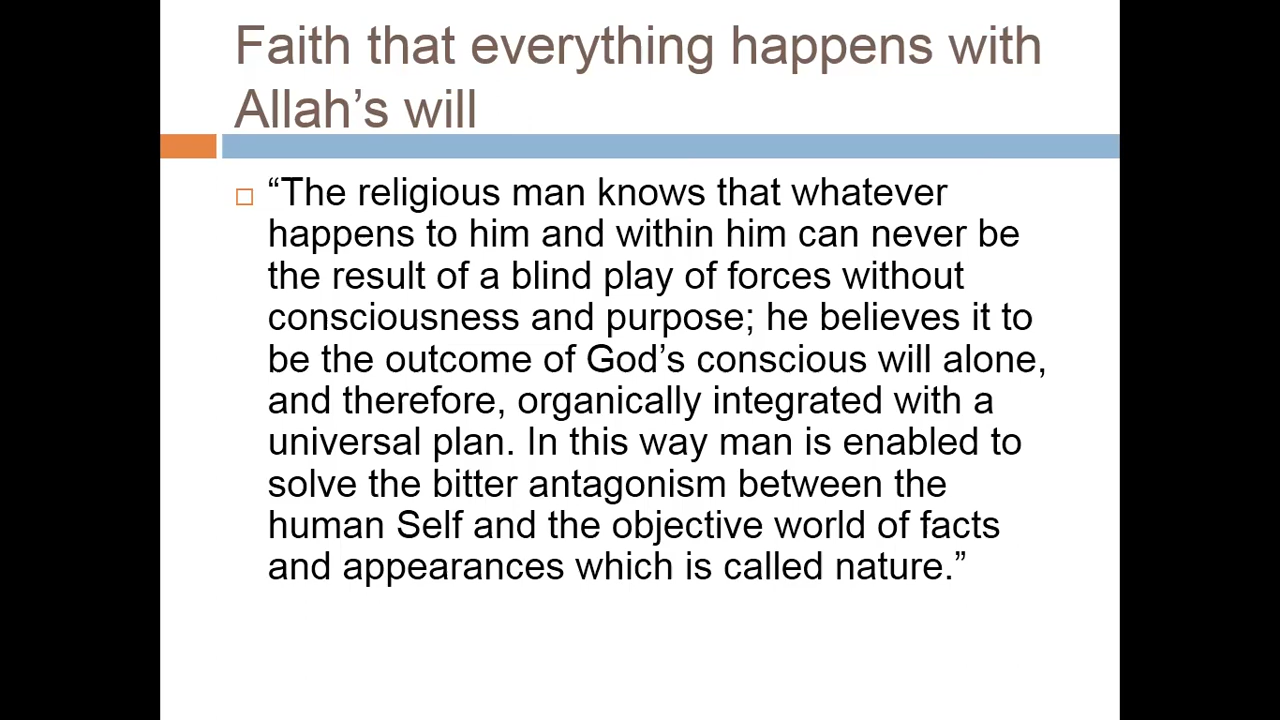 Faith that everything happens with
Allah’s will
“The religious man knows that whatever
happens to him and within him can never be
the result of a blind play of forces without
consciousness and purpose; he believes it to
be the outcome of God’s conscious will alone,
and therefore, organically integrated with a
universal plan. In this way man is enabled to
solve the bitter antagonism between the
human Self and the objective world of facts
and appearances which is called nature.”